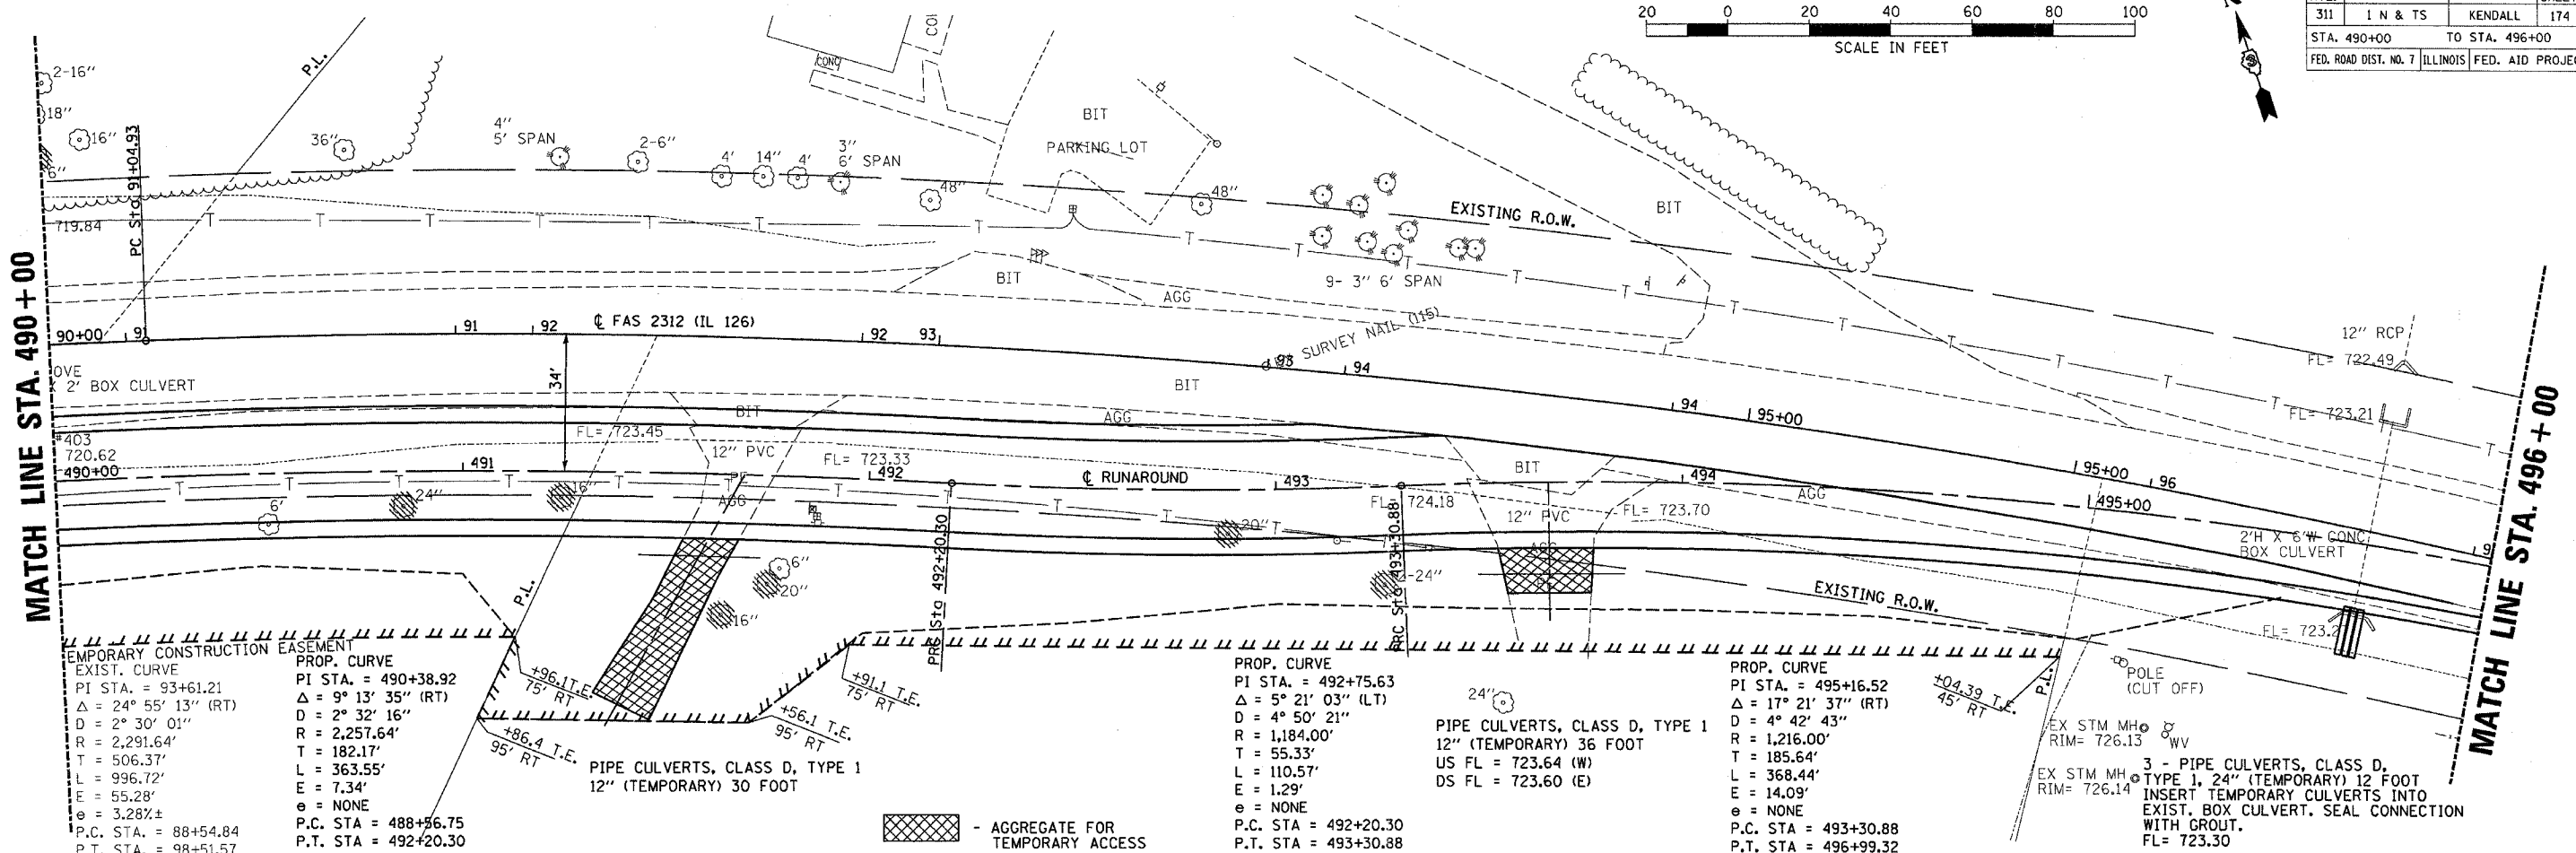 20 0 20 40 60 80 100
SCALE IN FEET
311 1 N & TS KENDALL 174
STA. 490+00 TO STA. 496+00
FED. ROAD DIST. NO. 7 ILLINOIS FED. AID PROJEC
MATCH LINE STA. 490+00
2-16"
18"
16"
6"
PC Sta 91+04.93
719.84
P.L.
36"
4"
5' SPAN
2-6"
4'
14"
4'
3"
6' SPAN
48"
CONC
BIT
PARKING LOT
48"
EXISTING R.O.W.
BIT
9- 3" 6' SPAN
BIT
AGG
T T T T T T T T T T T T T T T T T T T
90+00
91
91
92
℄ FAS 2312 (IL 126)
92
93
93
SURVEY NAIL (115)
94
94
95+00
95+00
96
12" RCP
FL= 722.49
FL= 723.21
MATCH LINE STA. 496+00
OVE
X 2' BOX CULVERT
34'
BIT
BIT
AGG
#403
720.62
490+00
FL= 723.45
12" PVC
FL= 723.33
491
492
℄ RUNAROUND
493
BIT
494
AGG
495+00
6'
24"
16"
AGG
FL= 724.18
12" PVC
FL= 723.70
20"
AGG
2'H X 6'W CONC
BOX CULVERT
6"
20"
16"
PRC Sta 492+20.30
PRC Sta 493+30.88
-24"
EXISTING R.O.W.
FL= 723.2
P.L.
EMPORARY CONSTRUCTION EASEMENT
EXIST. CURVE
PI STA. = 93+61.21
Δ = 24° 55' 13" (RT)
D = 2° 30' 01"
R = 2,291.64'
T = 506.37'
L = 996.72'
E = 55.28'
e = 3.28%±
P.C. STA. = 88+54.84
P.T. STA. = 98+51.57
PROP. CURVE
PI STA. = 490+38.92
Δ = 9° 13' 35" (RT)
D = 2° 32' 16"
R = 2,257.64'
T = 182.17'
L = 363.55'
E = 7.34'
e = NONE
P.C. STA = 488+56.75
P.T. STA = 492+20.30
+96.1 T.E.
75' RT
+86.4 T.E.
95' RT
+56.1 T.E.
95' RT
+91.1 T.E.
75' RT
PIPE CULVERTS, CLASS D, TYPE 1
12" (TEMPORARY) 30 FOOT
- AGGREGATE FOR
TEMPORARY ACCESS
PROP. CURVE
PI STA. = 492+75.63
Δ = 5° 21' 03" (LT)
D = 4° 50' 21"
R = 1,184.00'
T = 55.33'
L = 110.57'
E = 1.29'
e = NONE
P.C. STA = 492+20.30
P.T. STA = 493+30.88
24"
PIPE CULVERTS, CLASS D, TYPE 1
12" (TEMPORARY) 36 FOOT
US FL = 723.64 (W)
DS FL = 723.60 (E)
PROP. CURVE
PI STA. = 495+16.52
Δ = 17° 21' 37" (RT)
D = 4° 42' 43"
R = 1,216.00'
T = 185.64'
L = 368.44'
E = 14.09'
e = NONE
P.C. STA = 493+30.88
P.T. STA = 496+99.32
+04.39 T.E.
45' RT
P.L.
POLE
(CUT OFF)
EX STM MH
RIM= 726.13
WV
EX STM MH
RIM= 726.14
3 - PIPE CULVERTS, CLASS D,
TYPE 1, 24" (TEMPORARY) 12 FOOT
INSERT TEMPORARY CULVERTS INTO
EXIST. BOX CULVERT. SEAL CONNECTION
WITH GROUT.
FL= 723.30